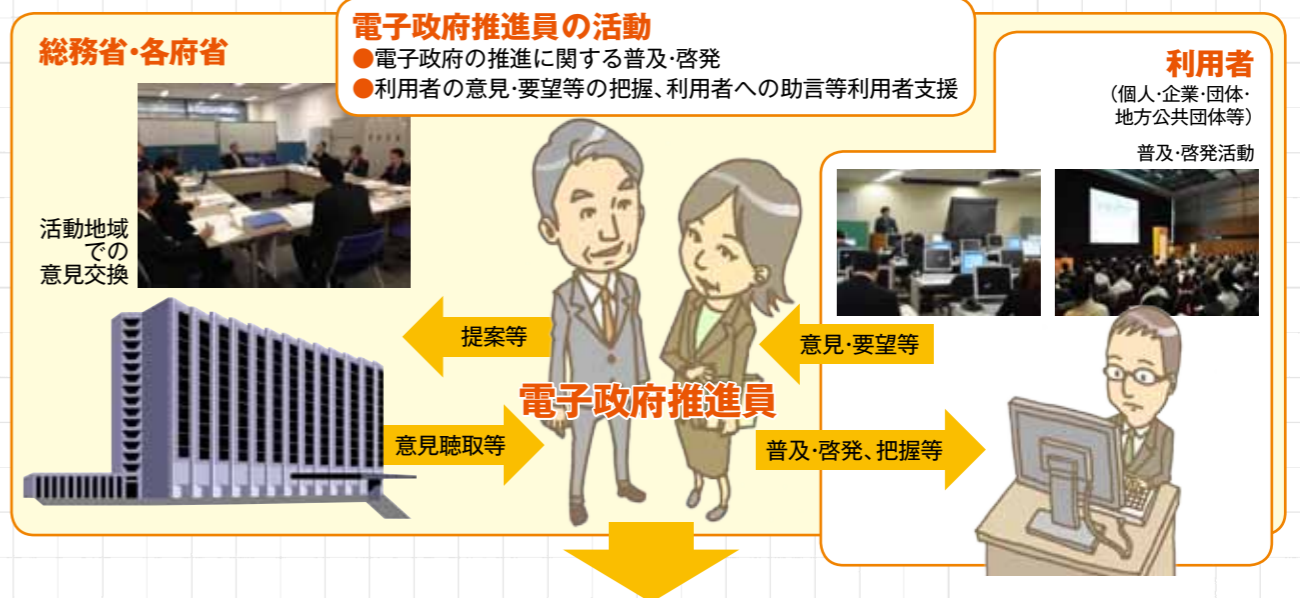 電子政府推進員の活動
●電子政府の推進に関する普及･啓発
●利用者の意見･要望等の把握、利用者への助言等利用者支援
総務省･各府省
活動地域
での
意見交換
利用者
（個人･企業･団体･
地方公共団体等）
普及･啓発活動
提案等
意見･要望等
電子政府推進員
意見聴取等
普及･啓発、把握等